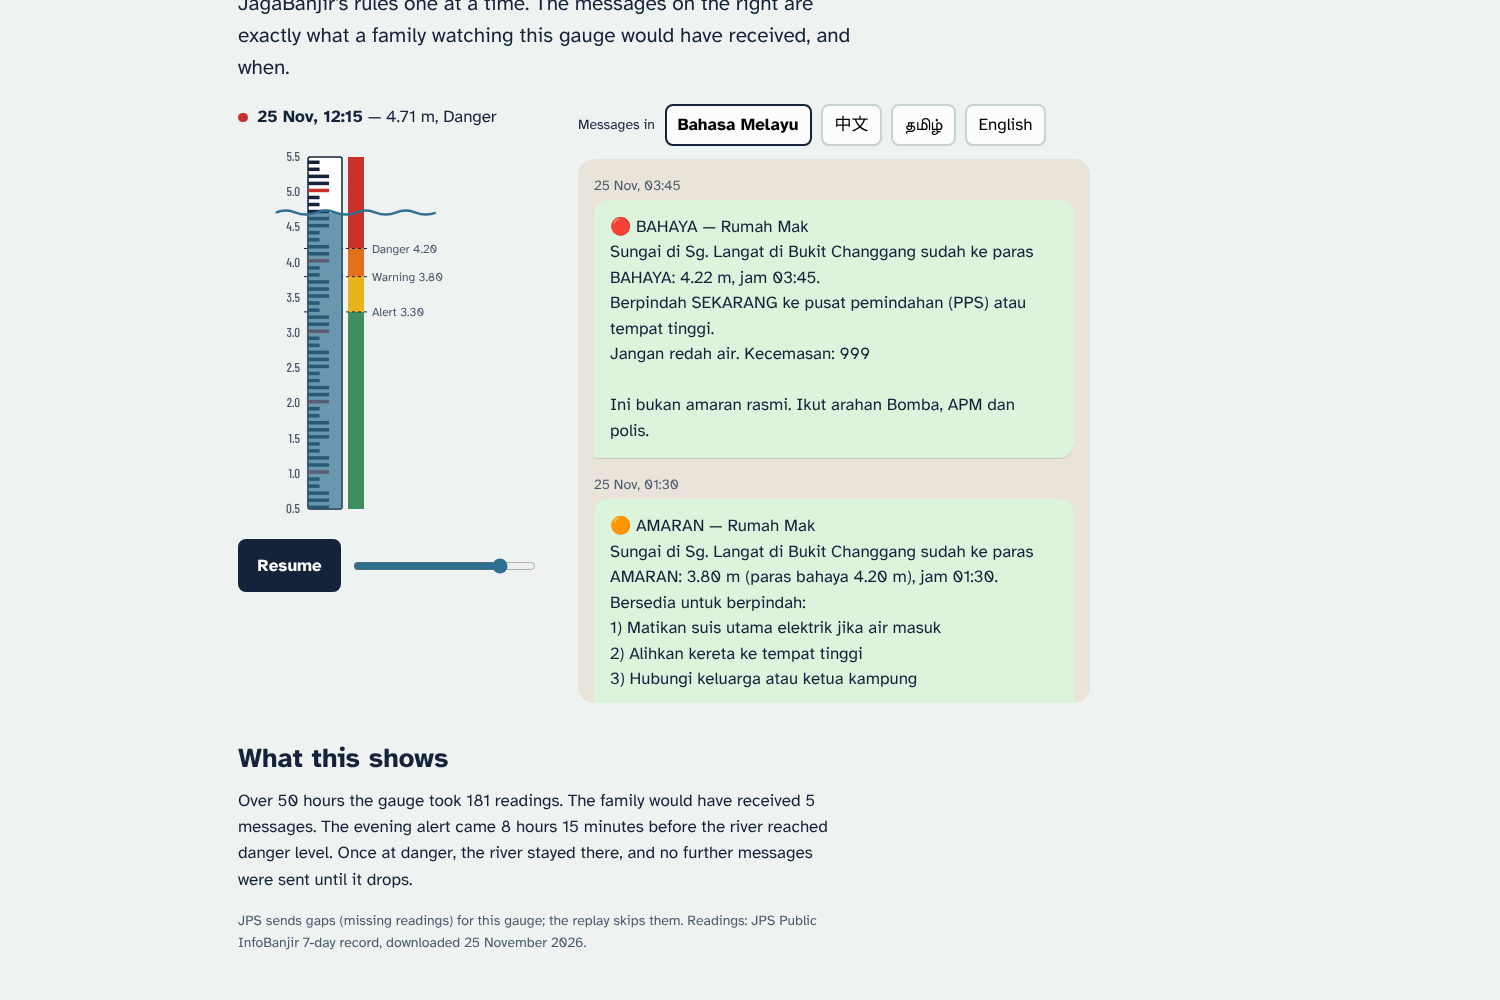 JagaBanjir's rules one at a time. The messages on the right are
exactly what a family watching this gauge would have received, and
when.
25 Nov, 12:15 — 4.71 m, Danger
5.5
5.0
4.5
4.0
3.5
3.0
2.5
2.0
1.5
1.0
0.5
Danger 4.20
Warning 3.80
Alert 3.30
Resume
Messages in
Bahasa Melayu
中文
தமிழ்
English
25 Nov, 03:45
🔴 BAHAYA — Rumah Mak
Sungai di Sg. Langat di Bukit Changgang sudah ke paras
BAHAYA: 4.22 m, jam 03:45.
Berpindah SEKARANG ke pusat pemindahan (PPS) atau
tempat tinggi.
Jangan redah air. Kecemasan: 999
Ini bukan amaran rasmi. Ikut arahan Bomba, APM dan
polis.
25 Nov, 01:30
🟠 AMARAN — Rumah Mak
Sungai di Sg. Langat di Bukit Changgang sudah ke paras
AMARAN: 3.80 m (paras bahaya 4.20 m), jam 01:30.
Bersedia untuk berpindah:
1) Matikan suis utama elektrik jika air masuk
2) Alihkan kereta ke tempat tinggi
3) Hubungi keluarga atau ketua kampung
What this shows
Over 50 hours the gauge took 181 readings. The family would have received 5
messages. The evening alert came 8 hours 15 minutes before the river reached
danger level. Once at danger, the river stayed there, and no further messages
were sent until it drops.
JPS sends gaps (missing readings) for this gauge; the replay skips them. Readings: JPS Public
InfoBanjir 7-day record, downloaded 25 November 2026.